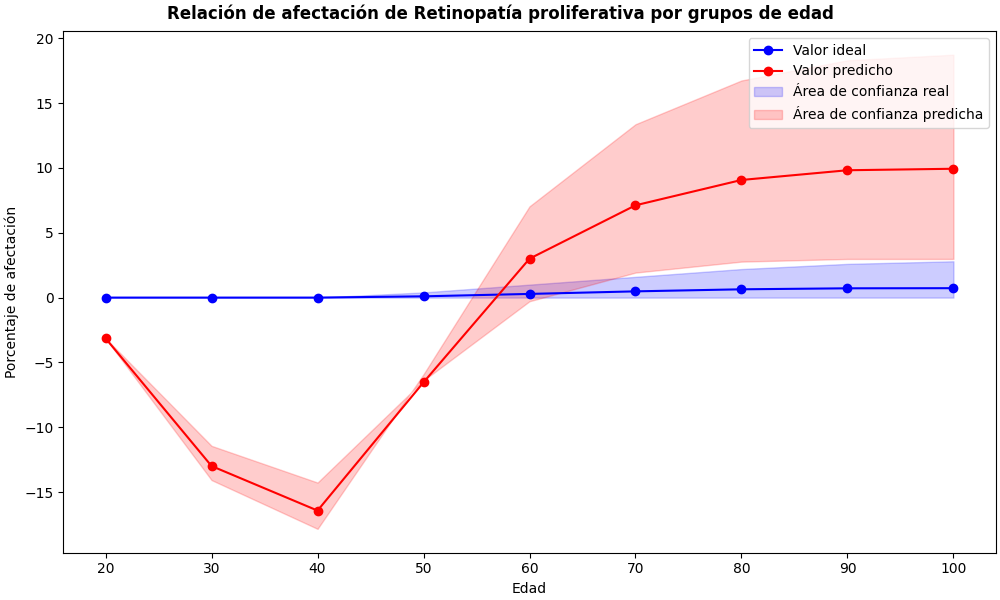 Relación de afectación de Retinopatía proliferativa por grupos de edad
20
15
10
5
0
−5
−10
−15
Porcentaje de afectación
Valor ideal
Valor predicho
Área de confianza real
Área de confianza predicha
20 30 40 50 60 70 80 90 100
Edad